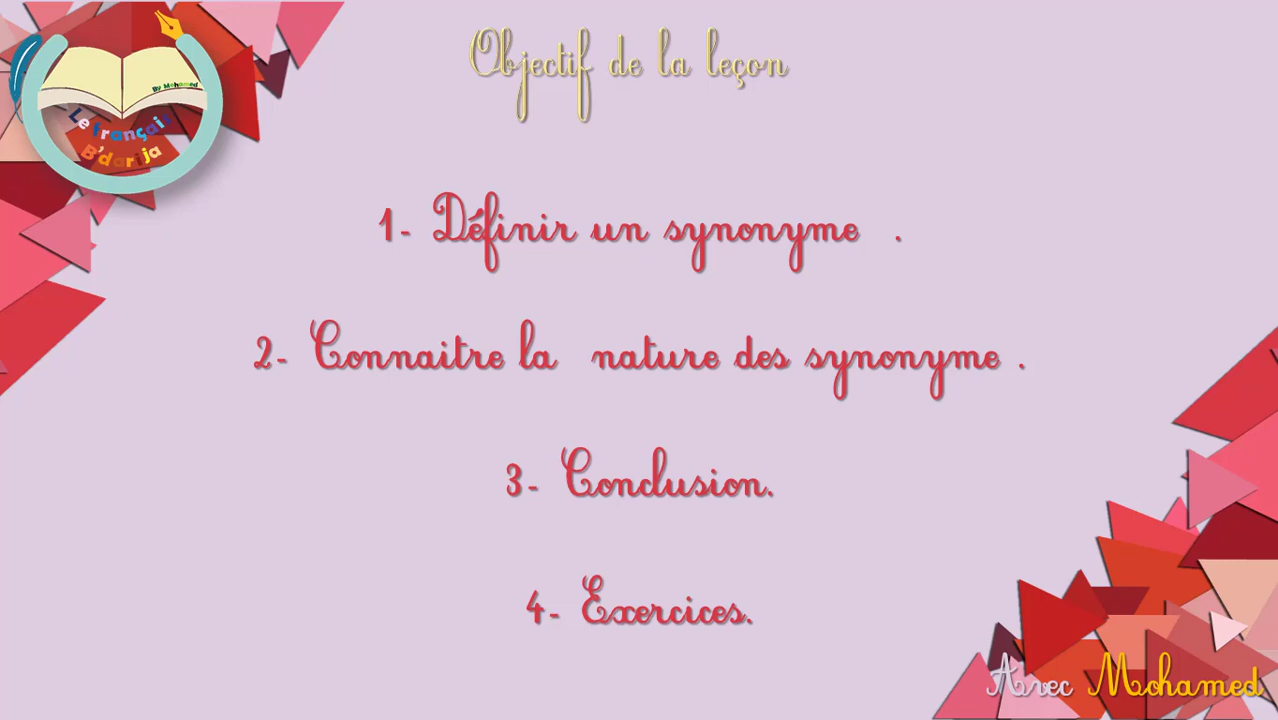 Objectif de la leçon
By Mohamed
Le français
B'darija
1- Définir un synonyme .
2- Connaitre la nature des synonyme .
3- Conclusion.
4- Exercices.
Avec Mohamed